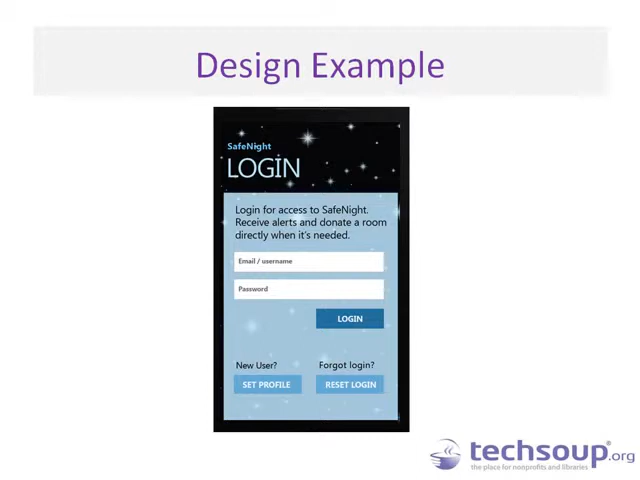 Design Example
SafeNight
LOGIN
Login for access to SafeNight.
Receive alerts and donate a room
directly when it's needed.
Email / username
Password
LOGIN
New User? Forgot login?
SET PROFILE RESET LOGIN
techsoup®.org
the place for nonprofits and libraries